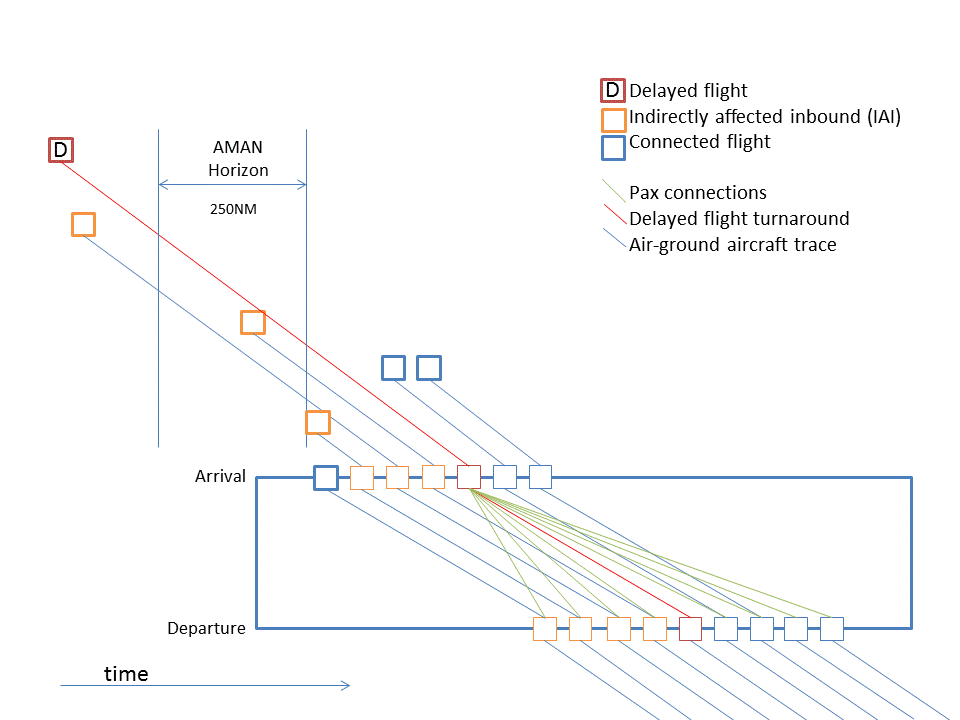 D Delayed flight
Indirectly affected inbound (IAI)
Connected flight
D
AMAN
Horizon
250NM
Pax connections
Delayed flight turnaround
Air-ground aircraft trace
Arrival
Departure
time